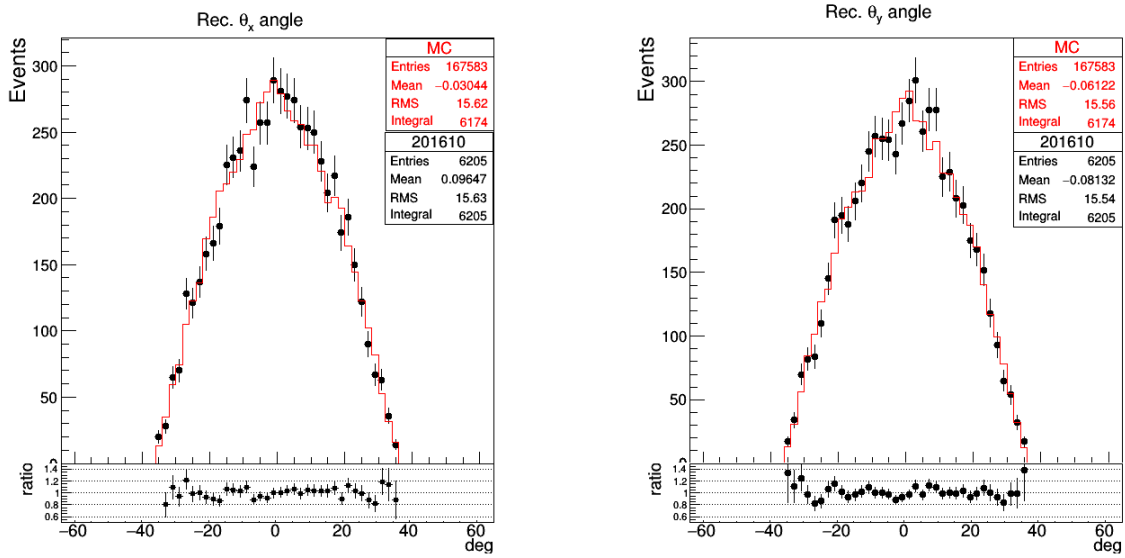 Rec. θx angle
Events
300
250
200
150
100
50
0
MC
Entries 167583
Mean −0.03044
RMS 15.62
Integral 6174
201610
Entries 6205
Mean 0.09647
RMS 15.63
Integral 6205
ratio
1.4
1.2
1
0.8
0.6
−60 −40 −20 0 20 40 60
deg
Rec. θy angle
Events
300
250
200
150
100
50
0
MC
Entries 167583
Mean −0.06122
RMS 15.56
Integral 6174
201610
Entries 6205
Mean −0.08132
RMS 15.54
Integral 6205
ratio
1.4
1.2
1
0.8
0.6
−60 −40 −20 0 20 40 60
deg